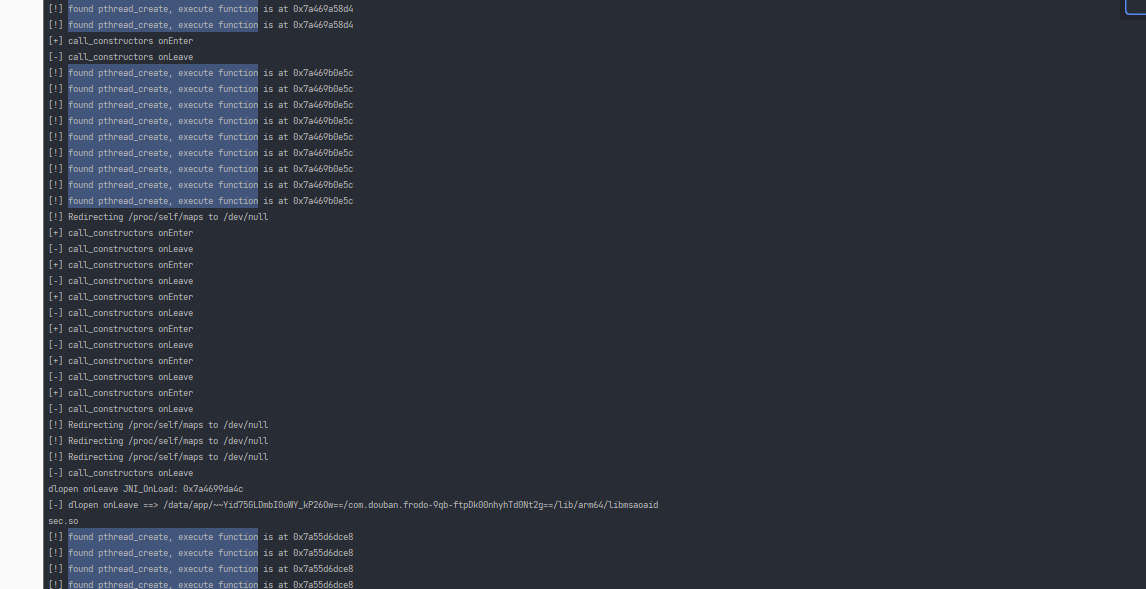 [!] found pthread_create, execute function is at 0x7a469a58d4
[!] found pthread_create, execute function is at 0x7a469a58d4
[+] call_constructors onEnter
[-] call_constructors onLeave
[!] found pthread_create, execute function is at 0x7a469b0e5c
[!] found pthread_create, execute function is at 0x7a469b0e5c
[!] found pthread_create, execute function is at 0x7a469b0e5c
[!] found pthread_create, execute function is at 0x7a469b0e5c
[!] found pthread_create, execute function is at 0x7a469b0e5c
[!] found pthread_create, execute function is at 0x7a469b0e5c
[!] found pthread_create, execute function is at 0x7a469b0e5c
[!] found pthread_create, execute function is at 0x7a469b0e5c
[!] found pthread_create, execute function is at 0x7a469b0e5c
[!] Redirecting /proc/self/maps to /dev/null
[+] call_constructors onEnter
[-] call_constructors onLeave
[+] call_constructors onEnter
[-] call_constructors onLeave
[+] call_constructors onEnter
[-] call_constructors onLeave
[+] call_constructors onEnter
[-] call_constructors onLeave
[+] call_constructors onEnter
[-] call_constructors onLeave
[+] call_constructors onEnter
[-] call_constructors onLeave
[!] Redirecting /proc/self/maps to /dev/null
[!] Redirecting /proc/self/maps to /dev/null
[!] Redirecting /proc/self/maps to /dev/null
[-] call_constructors onLeave
dlopen onLeave JNI_OnLoad: 0x7a4699da4c
[-] dlopen onLeave ==> /data/app/~~Yid75GLDmbI0oWY_kP26Ow==/com.douban.frodo-9qb-ftpDk00nhyhTd0Nt2g==/lib/arm64/libmsaoaid
sec.so
[!] found pthread_create, execute function is at 0x7a55d6dce8
[!] found pthread_create, execute function is at 0x7a55d6dce8
[!] found pthread_create, execute function is at 0x7a55d6dce8
[!] found pthread_create, execute function is at 0x7a55d6dce8